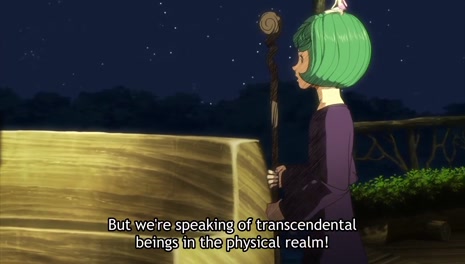 But we're speaking of transcendental
beings in the physical realm!